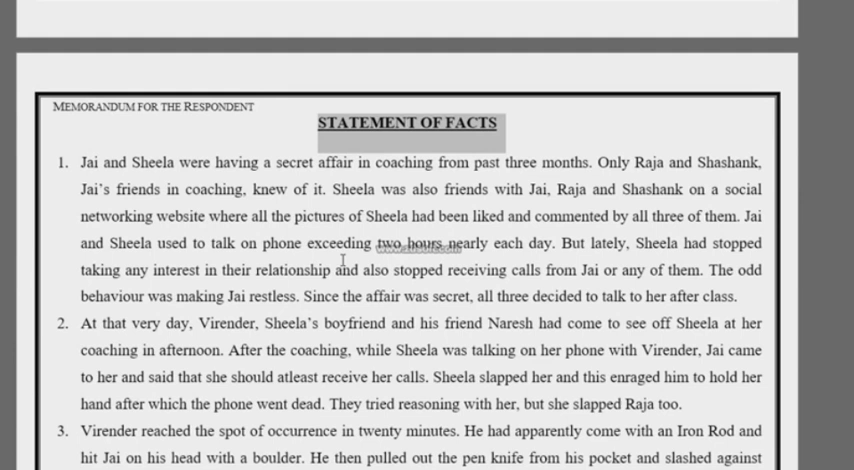 MEMORANDUM FOR THE RESPONDENT
STATEMENT OF FACTS
1. Jai and Sheela were having a secret affair in coaching from past three months. Only Raja and Shashank,
Jai's friends in coaching, knew of it. Sheela was also friends with Jai, Raja and Shashank on a social
networking website where all the pictures of Sheela had been liked and commented by all three of them. Jai
and Sheela used to talk on phone exceeding two hours nearly each day. But lately, Sheela had stopped
taking any interest in their relationship and also stopped receiving calls from Jai or any of them. The odd
behaviour was making Jai restless. Since the affair was secret, all three decided to talk to her after class.
2. At that very day, Virender, Sheela's boyfriend and his friend Naresh had come to see off Sheela at her
coaching in afternoon. After the coaching, while Sheela was talking on her phone with Virender, Jai came
to her and said that she should atleast receive her calls. Sheela slapped her and this enraged him to hold her
hand after which the phone went dead. They tried reasoning with her, but she slapped Raja too.
3. Virender reached the spot of occurrence in twenty minutes. He had apparently come with an Iron Rod and
hit Jai on his head with a boulder. He then pulled out the pen knife from his pocket and slashed against